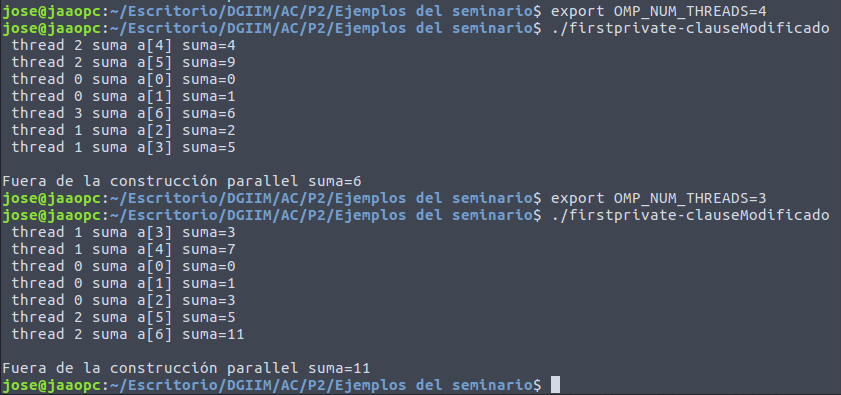 jose@jaaopc:~/Escritorio/DGIIM/AC/P2/Ejemplos del seminario$ export OMP_NUM_THREADS=4
jose@jaaopc:~/Escritorio/DGIIM/AC/P2/Ejemplos del seminario$ ./firstprivate-clauseModificado
 thread 2 suma a[4] suma=4
 thread 2 suma a[5] suma=9
 thread 0 suma a[0] suma=0
 thread 0 suma a[1] suma=1
 thread 3 suma a[6] suma=6
 thread 1 suma a[2] suma=2
 thread 1 suma a[3] suma=5

Fuera de la construcción parallel suma=6
jose@jaaopc:~/Escritorio/DGIIM/AC/P2/Ejemplos del seminario$ export OMP_NUM_THREADS=3
jose@jaaopc:~/Escritorio/DGIIM/AC/P2/Ejemplos del seminario$ ./firstprivate-clauseModificado
 thread 1 suma a[3] suma=3
 thread 1 suma a[4] suma=7
 thread 0 suma a[0] suma=0
 thread 0 suma a[1] suma=1
 thread 0 suma a[2] suma=3
 thread 2 suma a[5] suma=5
 thread 2 suma a[6] suma=11

Fuera de la construcción parallel suma=11
jose@jaaopc:~/Escritorio/DGIIM/AC/P2/Ejemplos del seminario$